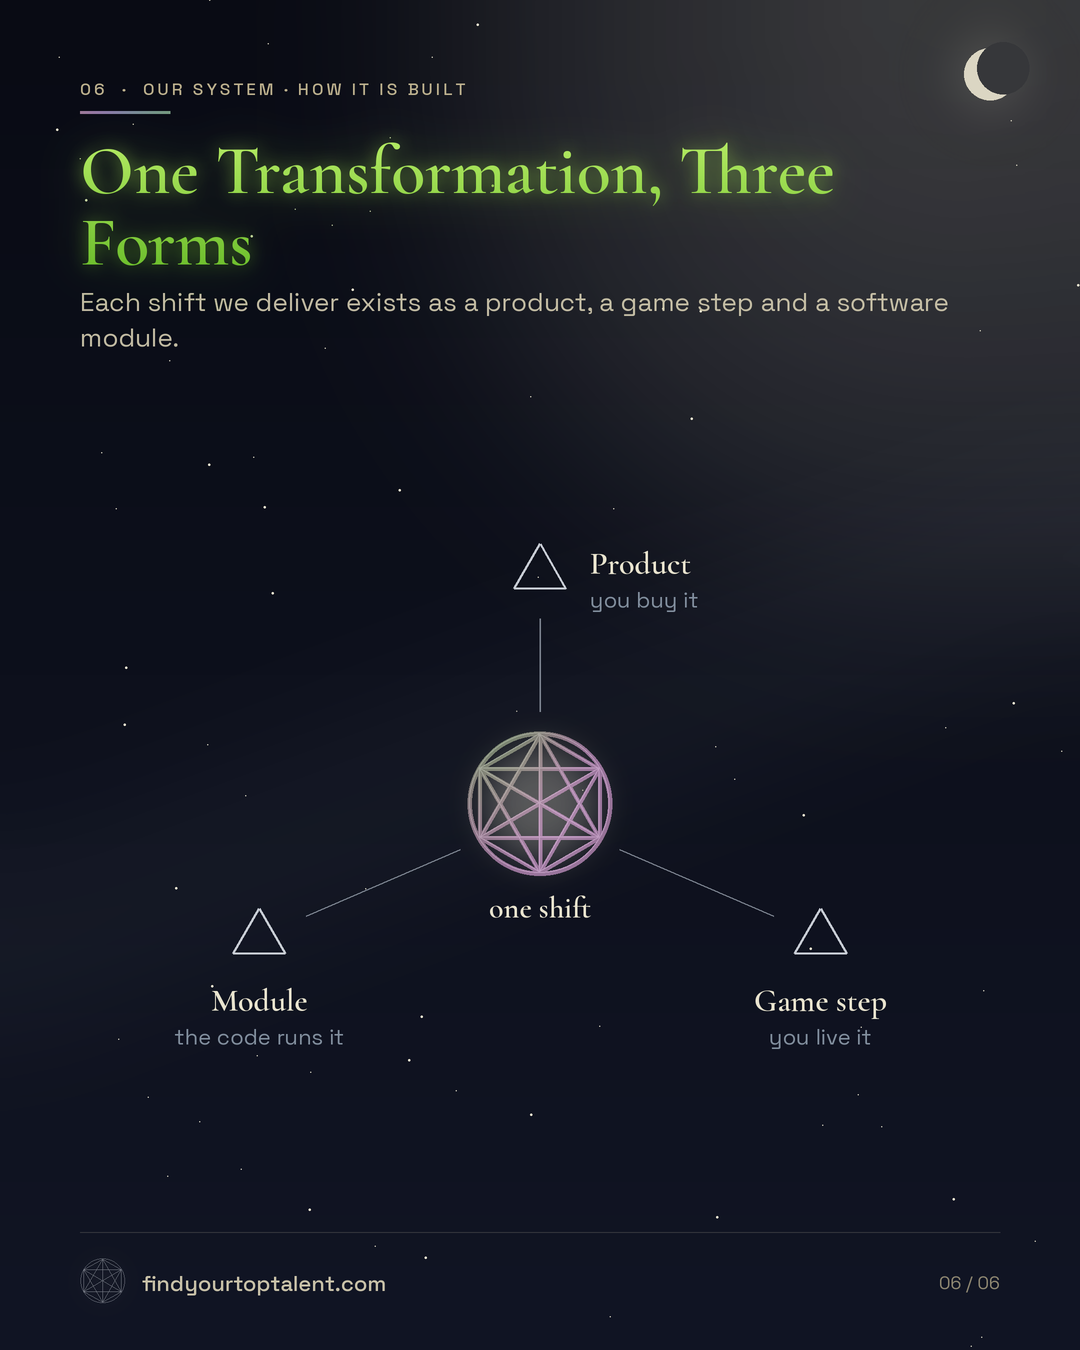 06 · OUR SYSTEM · HOW IT IS BUILT
One Transformation, Three
Forms
Each shift we deliver exists as a product, a game step and a software
module.
Product
you buy it
one shift
Module
the code runs it
Game step
you live it
findyourtoptalent.com
06 / 06